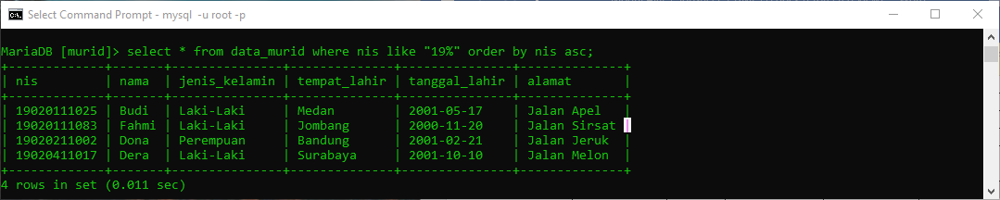 Select Command Prompt - mysql  -u root -p
MariaDB [murid]> select * from data_murid where nis like "19%" order by nis asc;
+-------------+-------+---------------+--------------+---------------+--------------+
| nis         | nama  | jenis_kelamin | tempat_lahir | tanggal_lahir | alamat       |
+-------------+-------+---------------+--------------+---------------+--------------+
| 19020111025 | Budi  | Laki-Laki     | Medan        | 2001-05-17    | Jalan Apel   |
| 19020111083 | Fahmi | Laki-Laki     | Jombang      | 2000-11-20    | Jalan Sirsat |
| 19020211002 | Dona  | Perempuan     | Bandung      | 2001-02-21    | Jalan Jeruk  |
| 19020411017 | Dera  | Laki-Laki     | Surabaya     | 2001-10-10    | Jalan Melon  |
+-------------+-------+---------------+--------------+---------------+--------------+
4 rows in set (0.011 sec)